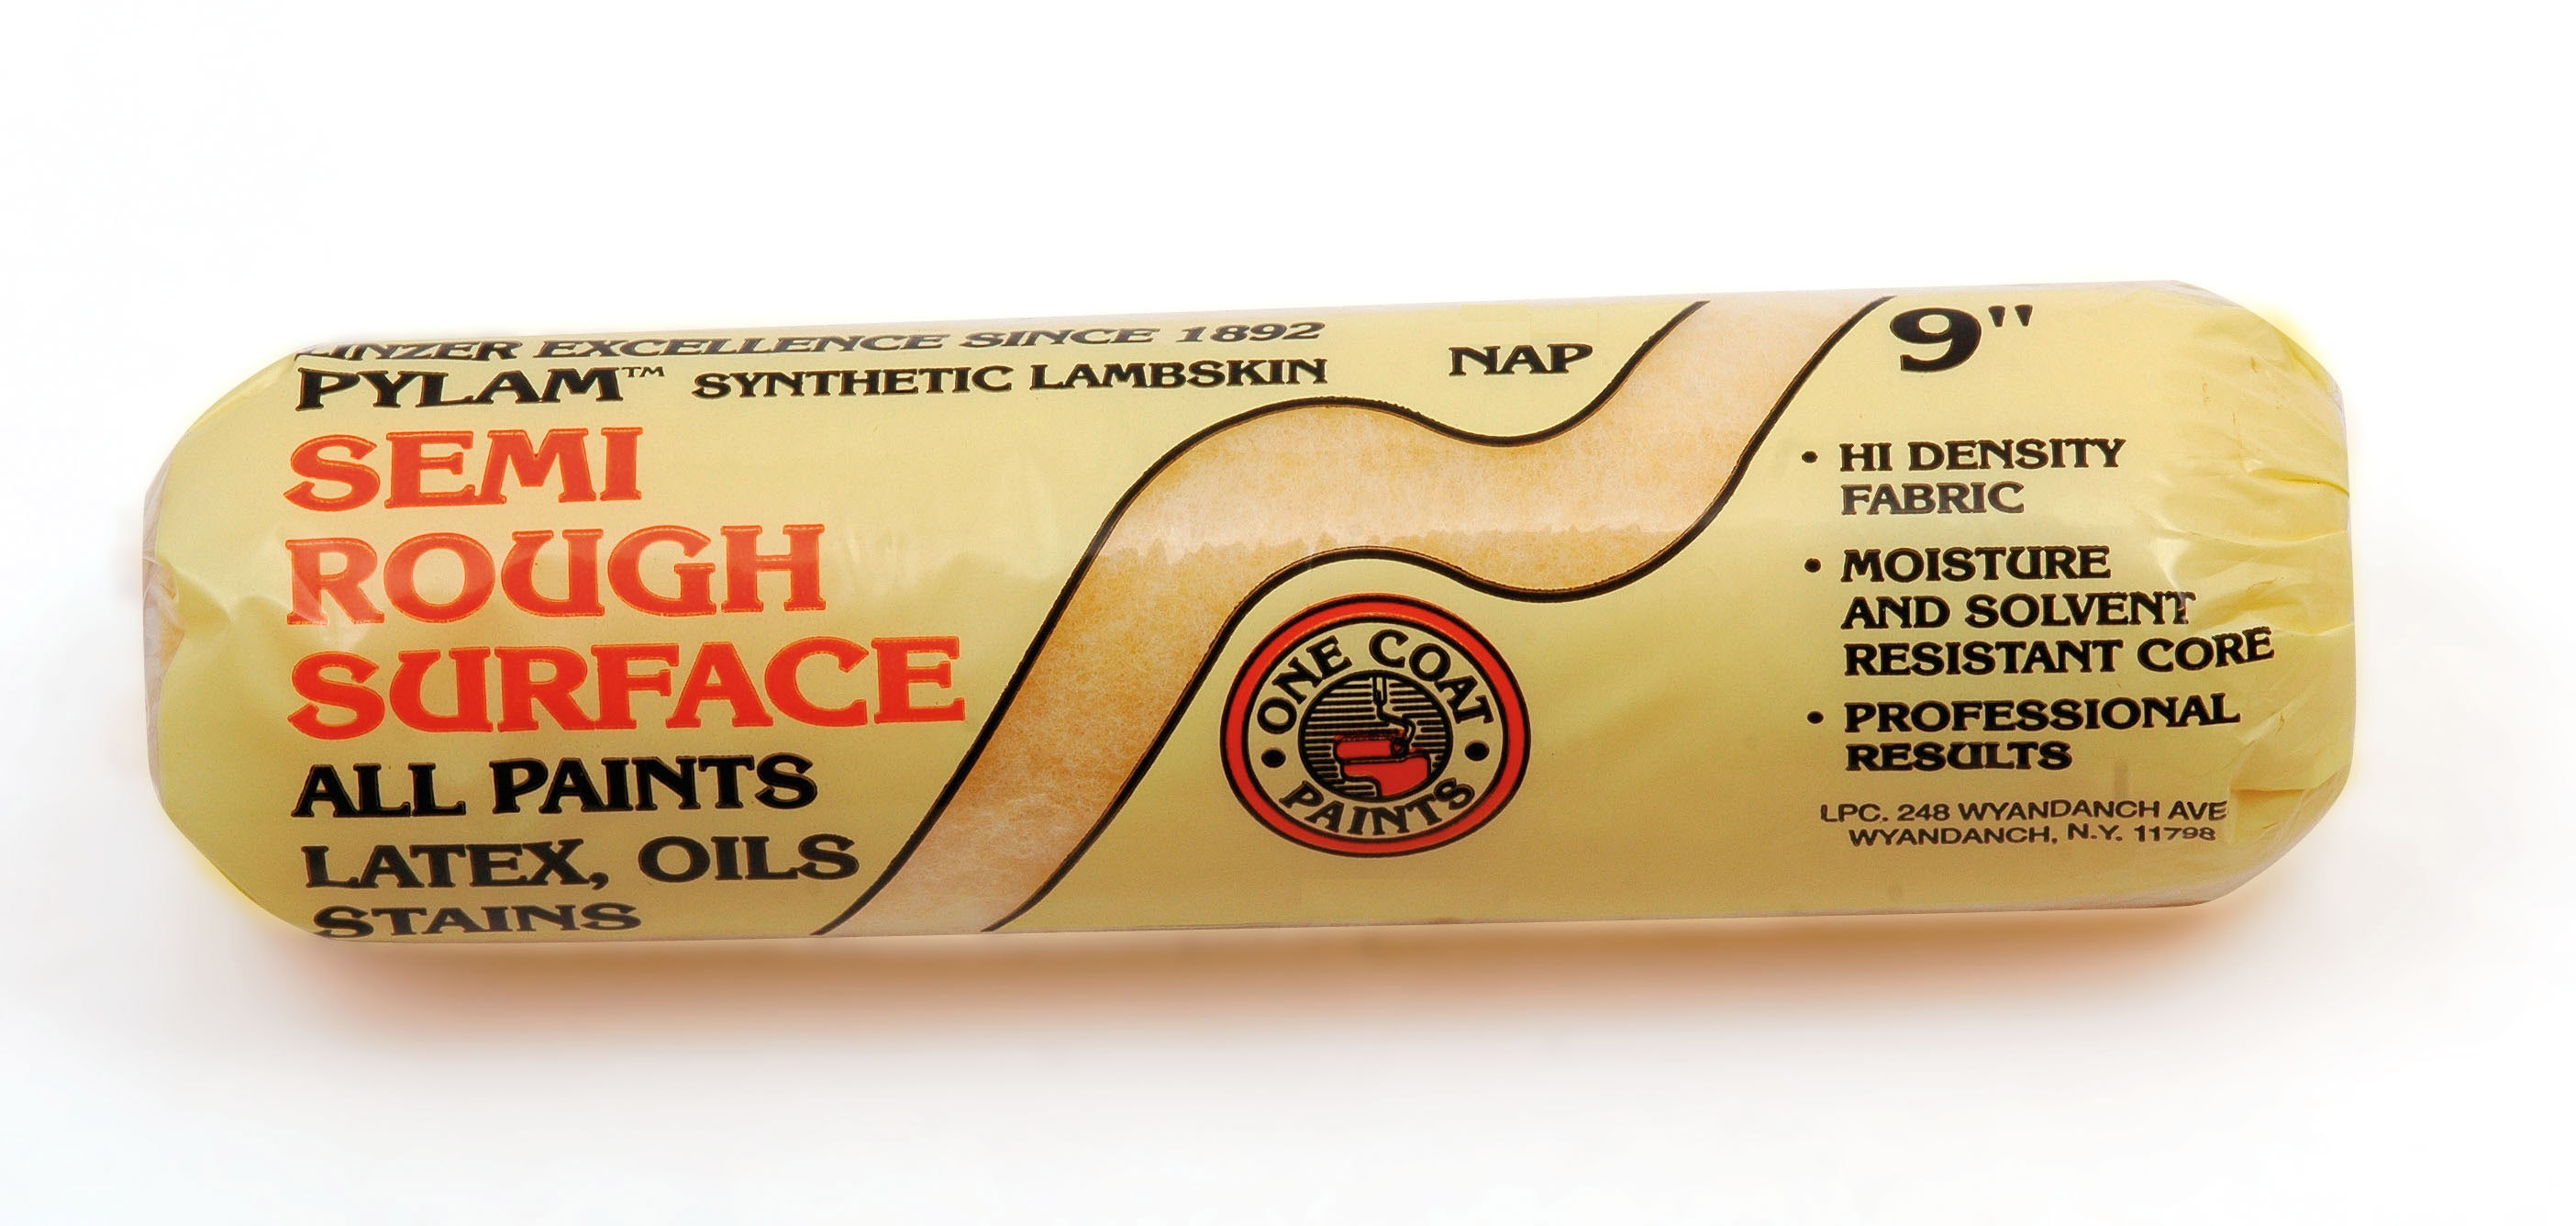 LINZER EXCELLENCE SINCE 1892
PYLAM™ SYNTHETIC LAMBSKIN
NAP
9"
SEMI
ROUGH
SURFACE
ALL PAINTS
LATEX, OILS
STAINS
ONE COAT
PAINTS
• HI DENSITY
FABRIC
• MOISTURE
AND SOLVENT
RESISTANT CORE
• PROFESSIONAL
RESULTS
LPC. 248 WYANDANCH AVE
WYANDANCH, N.Y. 11798